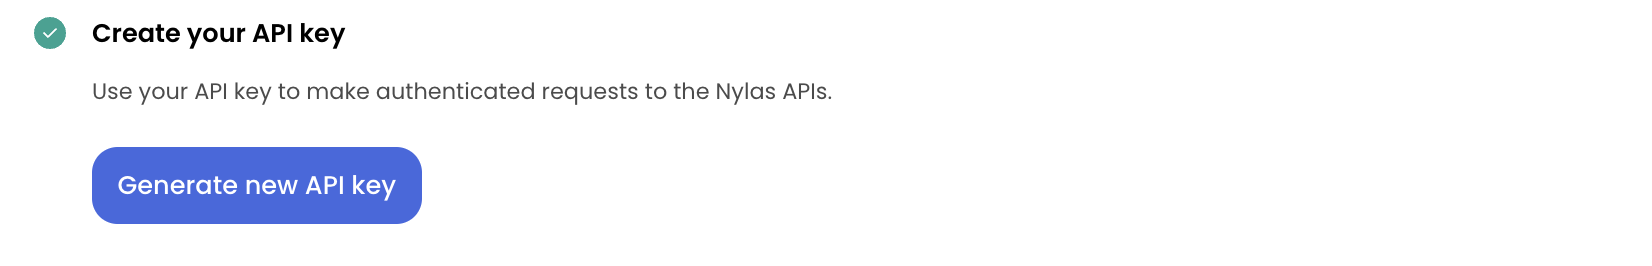 Create your API key
Use your API key to make authenticated requests to the Nylas APIs.
Generate new API key